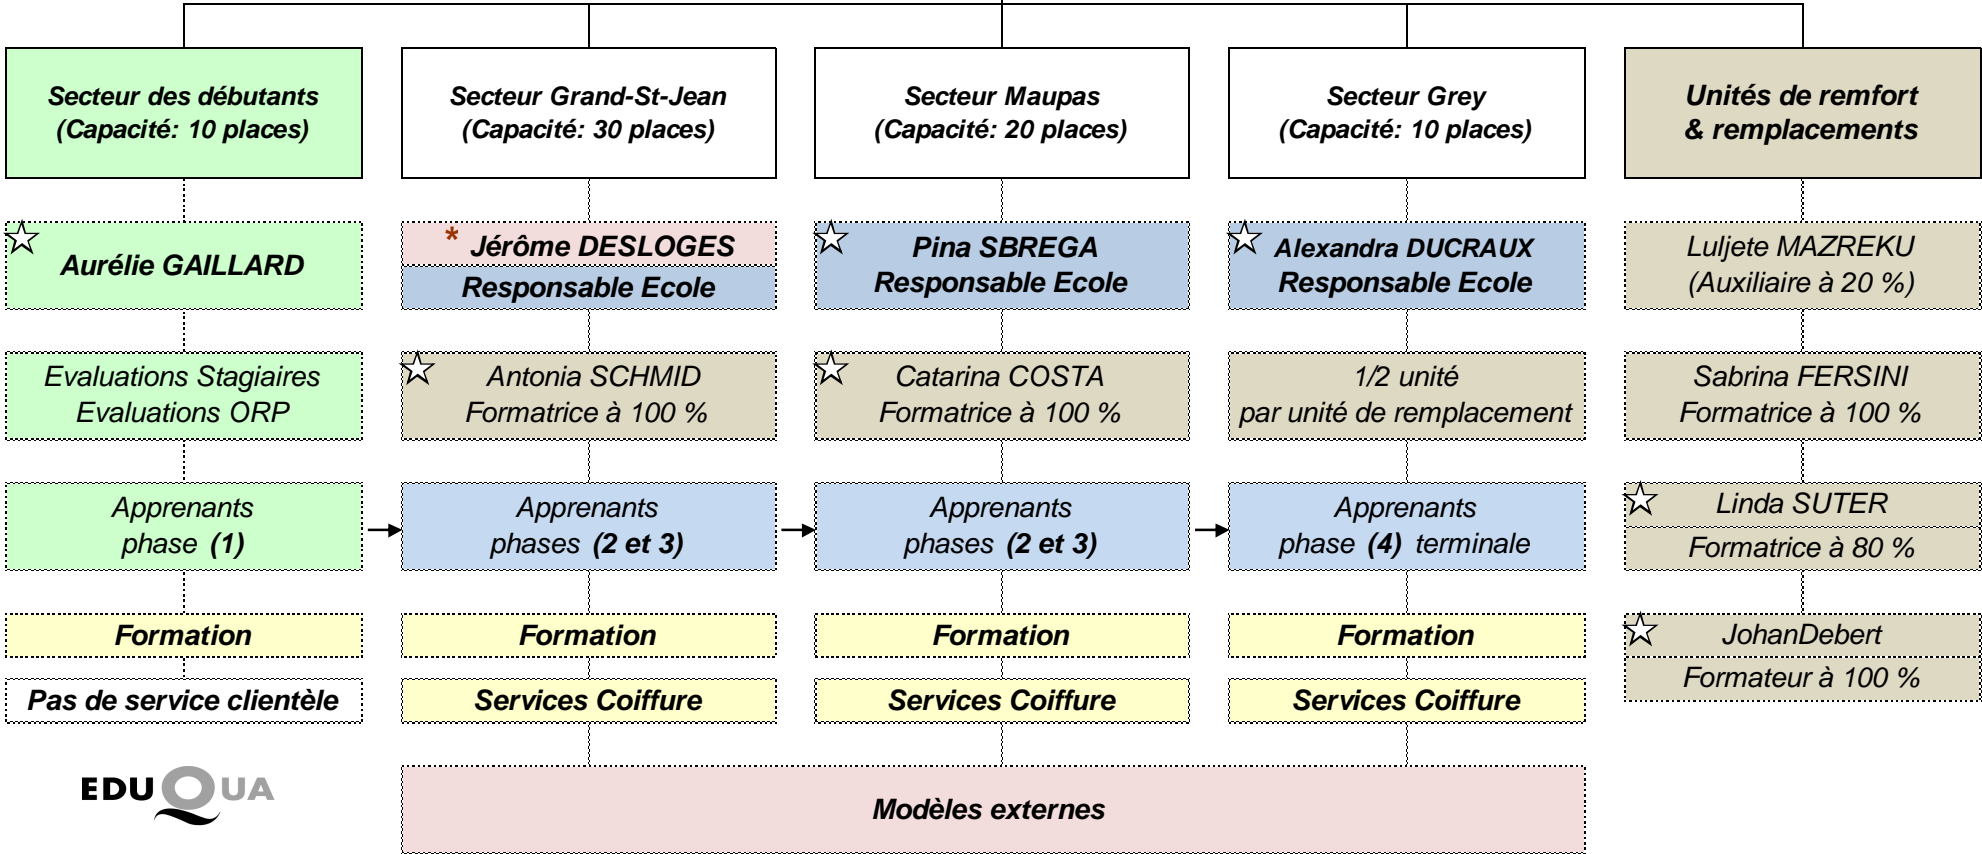 Secteur des débutants
(Capacité: 10 places)
Aurélie GAILLARD
Evaluations Stagiaires
Evaluations ORP
Apprenants
phase (1)
Formation
Pas de service clientèle
EDUQUA
Secteur Grand-St-Jean
(Capacité: 30 places)
* Jérôme DESLOGES
Responsable Ecole
Antonia SCHMID
Formatrice à 100 %
Apprenants
phases (2 et 3)
Formation
Services Coiffure
Secteur Maupas
(Capacité: 20 places)
Pina SBREGA
Responsable Ecole
Catarina COSTA
Formatrice à 100 %
Apprenants
phases (2 et 3)
Formation
Services Coiffure
Secteur Grey
(Capacité: 10 places)
Alexandra DUCRAUX
Responsable Ecole
1/2 unité
par unité de remplacement
Apprenants
phase (4) terminale
Formation
Services Coiffure
Modèles externes
Unités de remfort
& remplacements
Luljete MAZREKU
(Auxiliaire à 20 %)
Sabrina FERSINI
Formatrice à 100 %
Linda SUTER
Formatrice à 80 %
JohanDebert
Formateur à 100 %